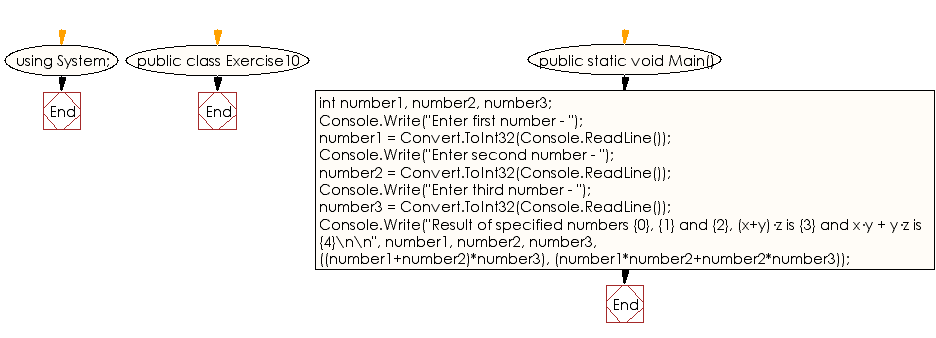 using System;
public class Exercise10
public static void Main()
End
End
int number1, number2, number3;
Console.Write("Enter first number - ");
number1 = Convert.ToInt32(Console.ReadLine());
Console.Write("Enter second number - ");
number2 = Convert.ToInt32(Console.ReadLine());
Console.Write("Enter third number - ");
number3 = Convert.ToInt32(Console.ReadLine());
Console.Write("Result of specified numbers {0}, {1} and {2}, (x+y)·z is {3} and x·y + y·z is
{4}\n\n", number1, number2, number3,
((number1+number2)*number3), (number1*number2+number2*number3));
End